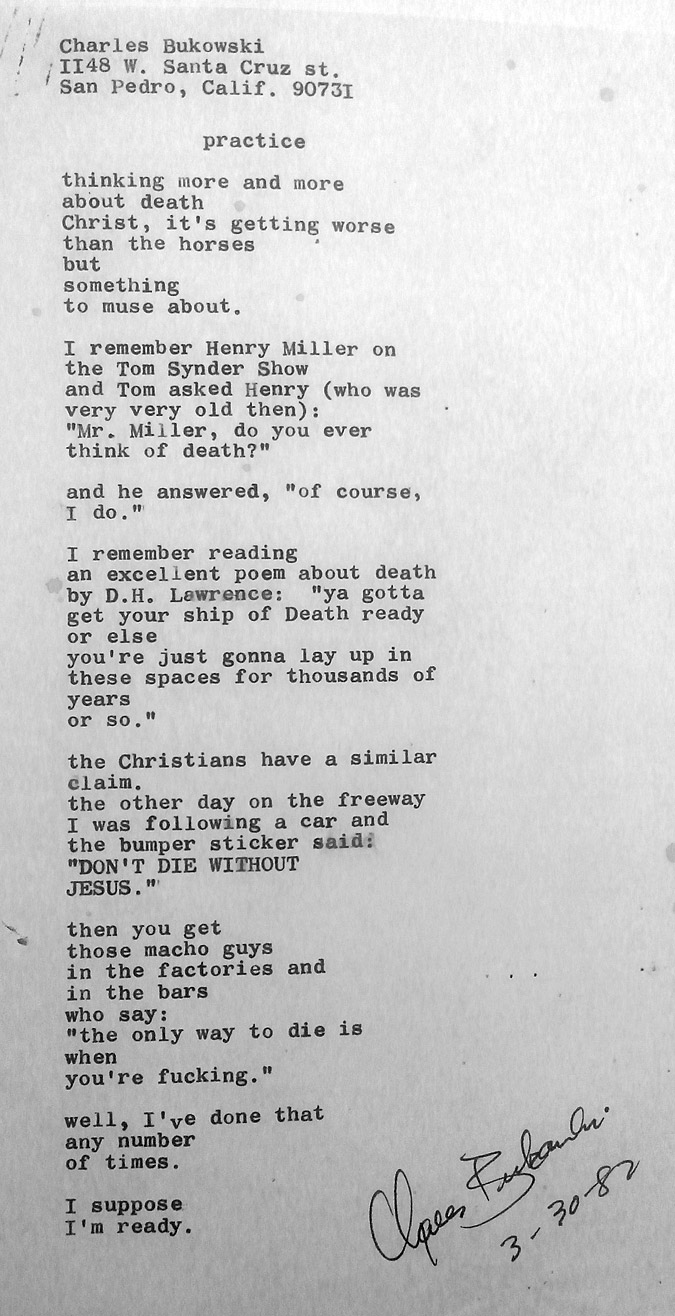 Charles Bukowski
II48 W. Santa Cruz st.
San Pedro, Calif. 9073I
practice
thinking more and more
about death
Christ, it's getting worse
than the horses
but
something
to muse about.
I remember Henry Miller on
the Tom Synder Show
and Tom asked Henry (who was
very very old then):
"Mr. Miller, do you ever
think of death?"
and he answered, "of course,
I do."
I remember reading
an excellent poem about death
by D.H. Lawrence:  "ya gotta
get your ship of Death ready
or else
you're just gonna lay up in
these spaces for thousands of
years
or so."
the Christians have a similar
claim.
the other day on the freeway
I was following a car and
the bumper sticker said:
"DON'T DIE WITHOUT
JESUS."
then you get
those macho guys
in the factories and
in the bars
who say:
"the only way to die is
when
you're fucking."
well, I've done that
any number
of times.
I suppose
I'm ready.
Charles Bukowski
3-30-82